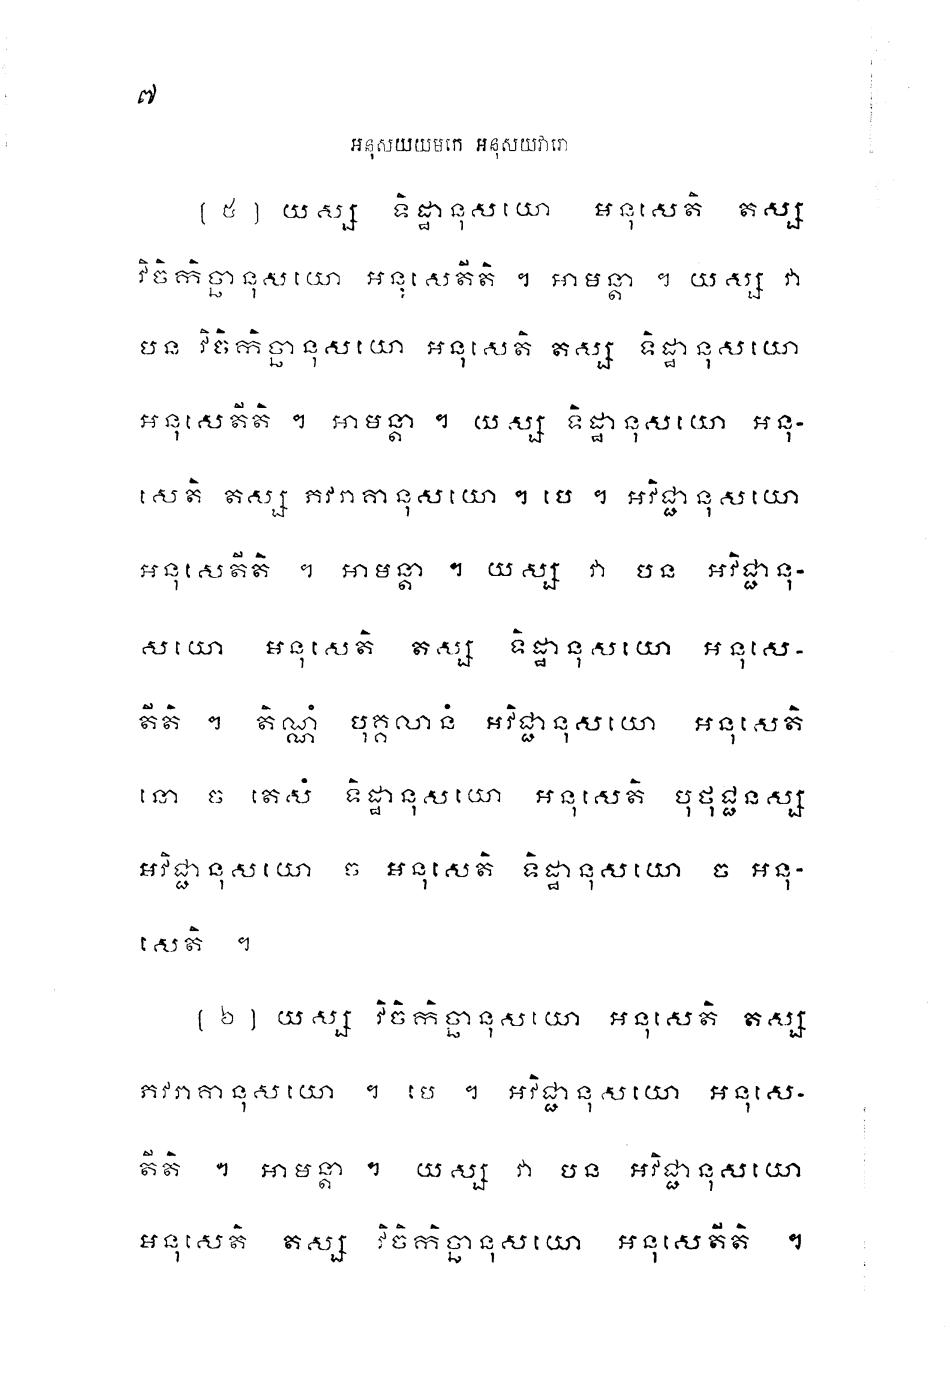 ៧
អនុសយយមកេ អនុសយវារោ
(៥) យស្ស ទិដ្ឋានុសយោ អនុសេតិ តស្ស
វិចិកិច្ឆានុសយោ អនុសេតីតិ ។ អាមន្តា ។ យស្ស វា
បន វិចិកិច្ឆានុសយោ អនុសេតិ តស្ស ទិដ្ឋានុសយោ
អនុសេតីតិ ។ អាមន្តា ។ យស្ស ទិដ្ឋានុសយោ អនុ-
សេតិ តស្ស ភវរាគានុសយោ ។ បេ ។ អវិជ្ជានុសយោ
អនុសេតីតិ ។ អាមន្តា ។ យស្ស វា បន អវិជ្ជានុ-
សយោ អនុសេតិ តស្ស ទិដ្ឋានុសយោ អនុសេ-
តីតិ ។ តិណ្ណំ បុគ្គលានំ អវិជ្ជានុសយោ អនុសេតិ
នោ ច តេសំ ទិដ្ឋានុសយោ អនុសេតិ បុថុជ្ជនស្ស
អវិជ្ជានុសយោ ច អនុសេតិ ទិដ្ឋានុសយោ ច អនុ-
សេតិ ។
(៦) យស្ស វិចិកិច្ឆានុសយោ អនុសេតិ តស្ស
ភវរាគានុសយោ ។ បេ ។ អវិជ្ជានុសយោ អនុសេ-
តីតិ ។ អាមន្តា ។ យស្ស វា បន អវិជ្ជានុសយោ
អនុសេតិ តស្ស វិចិកិច្ឆានុសយោ អនុសេតីតិ ។